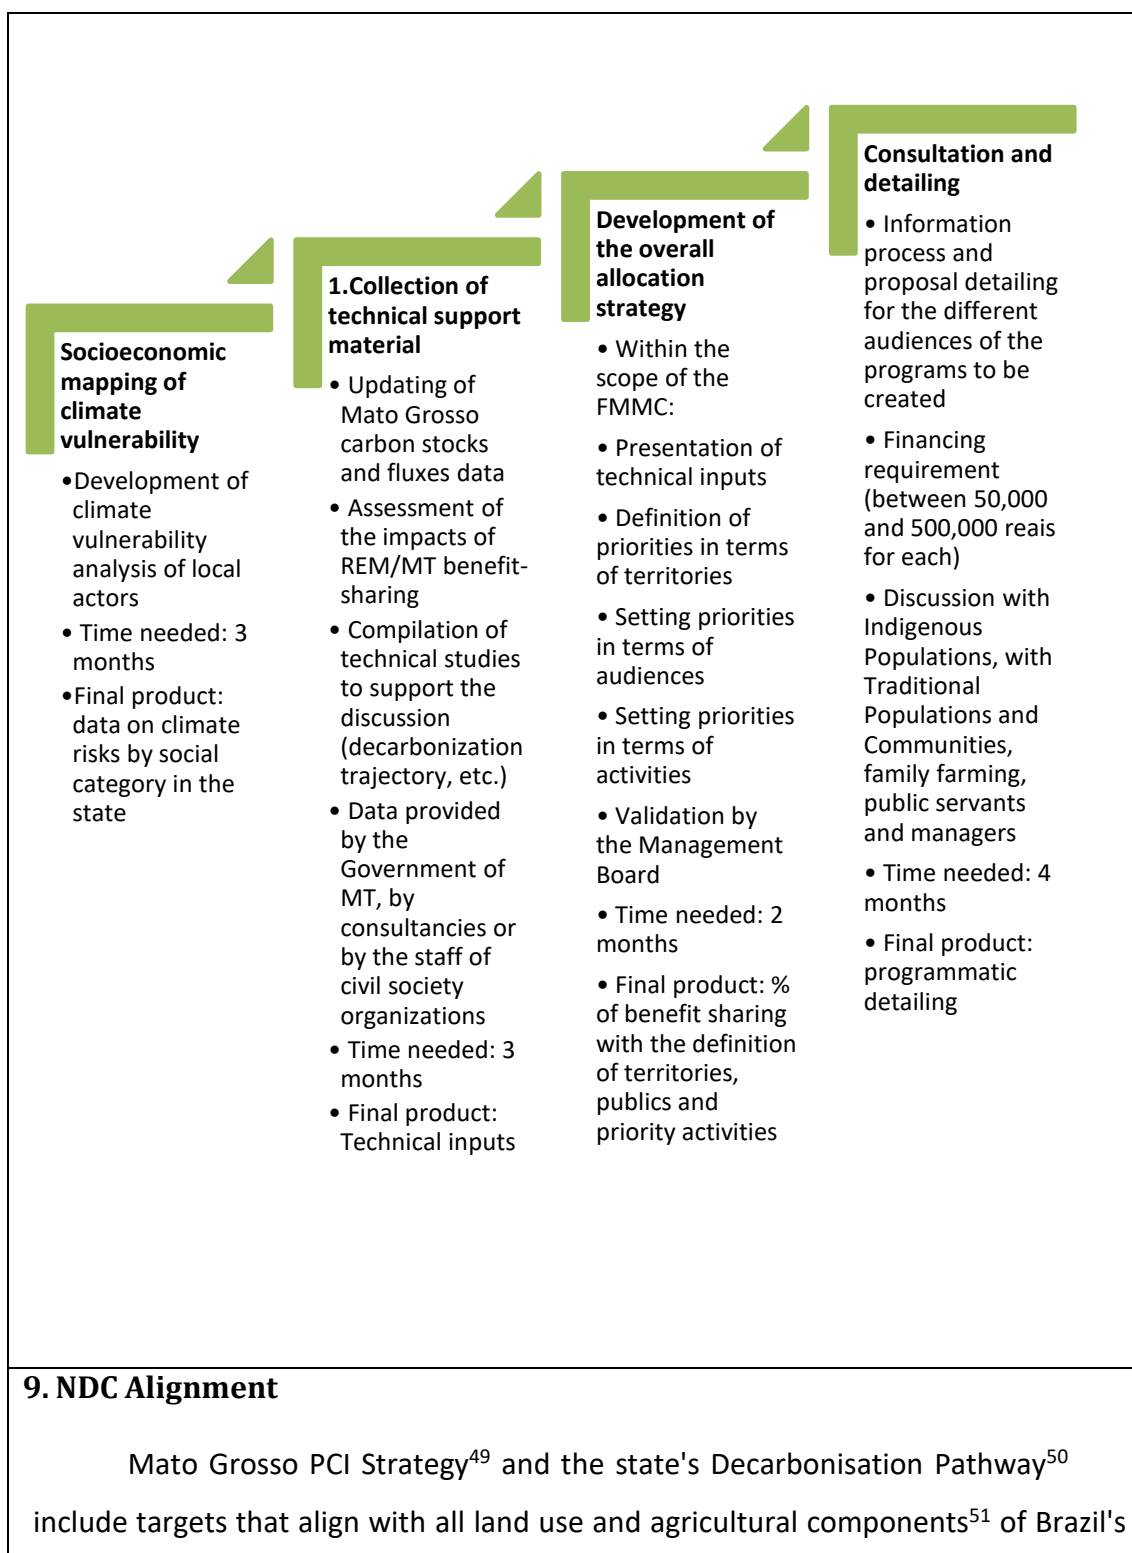 Socioeconomic
mapping of
climate
vulnerability
•Development of
climate
vulnerability
analysis of local
actors
• Time needed: 3
months
•Final product:
data on climate
risks by social
category in the
state
1.Collection of
technical support
material
• Updating of
Mato Grosso
carbon stocks
and fluxes data
• Assessment of
the impacts of
REM/MT benefit-
sharing
• Compilation of
technical studies
to support the
discussion
(decarbonization
trajectory, etc.)
• Data provided
by the
Government of
MT, by
consultancies or
by the staff of
civil society
organizations
• Time needed: 3
months
• Final product:
Technical inputs
Development of
the overall
allocation
strategy
• Within the
scope of the
FMMC:
• Presentation of
technical inputs
• Definition of
priorities in terms
of territories
• Setting priorities
in terms of
audiences
• Setting priorities
in terms of
activities
• Validation by
the Management
Board
• Time needed: 2
months
• Final product: %
of benefit sharing
with the definition
of territories,
publics and
priority activities
Consultation and
detailing
• Information
process and
proposal detailing
for the different
audiences of the
programs to be
created
• Financing
requirement
(between 50,000
and 500,000 reais
for each)
• Discussion with
Indigenous
Populations, with
Traditional
Populations and
Communities,
family farming,
public servants
and managers
• Time needed: 4
months
• Final product:
programmatic
detailing
9. NDC Alignment
Mato Grosso PCI Strategy49 and the state's Decarbonisation Pathway50
include targets that align with all land use and agricultural components51 of Brazil's